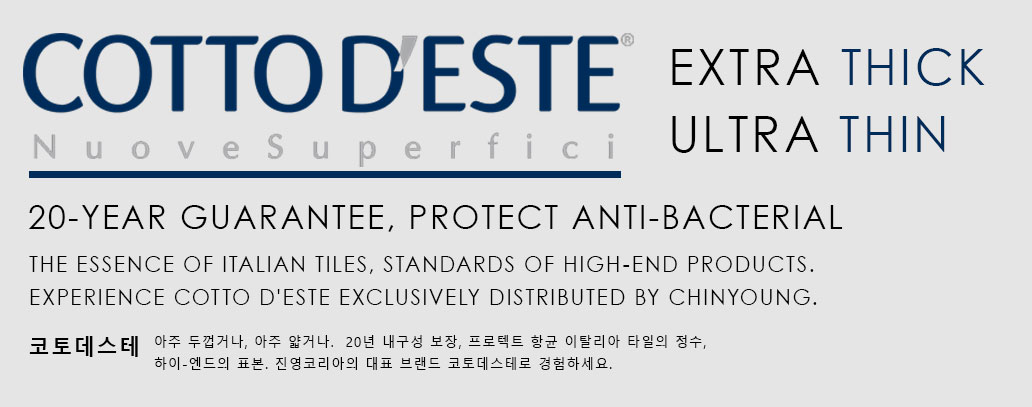 COTTO D'ESTE®
NuoveSuperfici
EXTRA THICK
ULTRA THIN
20-YEAR GUARANTEE, PROTECT ANTI-BACTERIAL
THE ESSENCE OF ITALIAN TILES, STANDARDS OF HIGH-END PRODUCTS.
EXPERIENCE COTTO D'ESTE EXCLUSIVELY DISTRIBUTED BY CHINYOUNG.
코토데스테
아주 두껍거나, 아주 얇거나. 20년 내구성 보장, 프로텍트 항균 이탈리아 타일의 정수,
하이-엔드의 표본. 진영코리아의 대표 브랜드 코토데스테로 경험하세요.